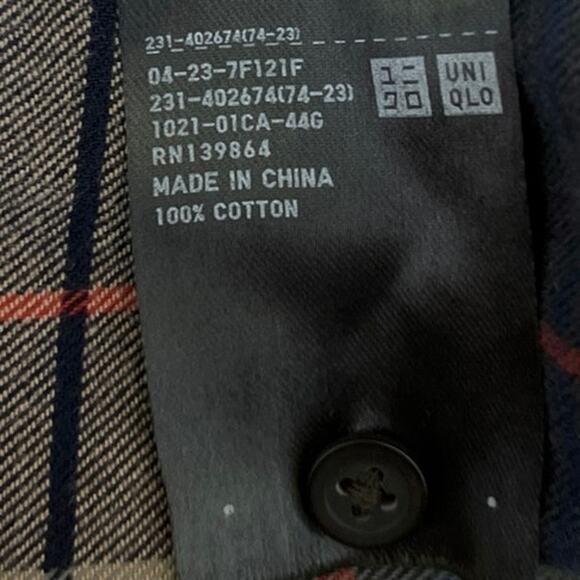 231-402674(74-23)
04-23-7F121F
231-402674(74-23)
1021-01CA-44G
RN139864
MADE IN CHINA
100% COTTON
ユニ
クロ
UNI
QLO